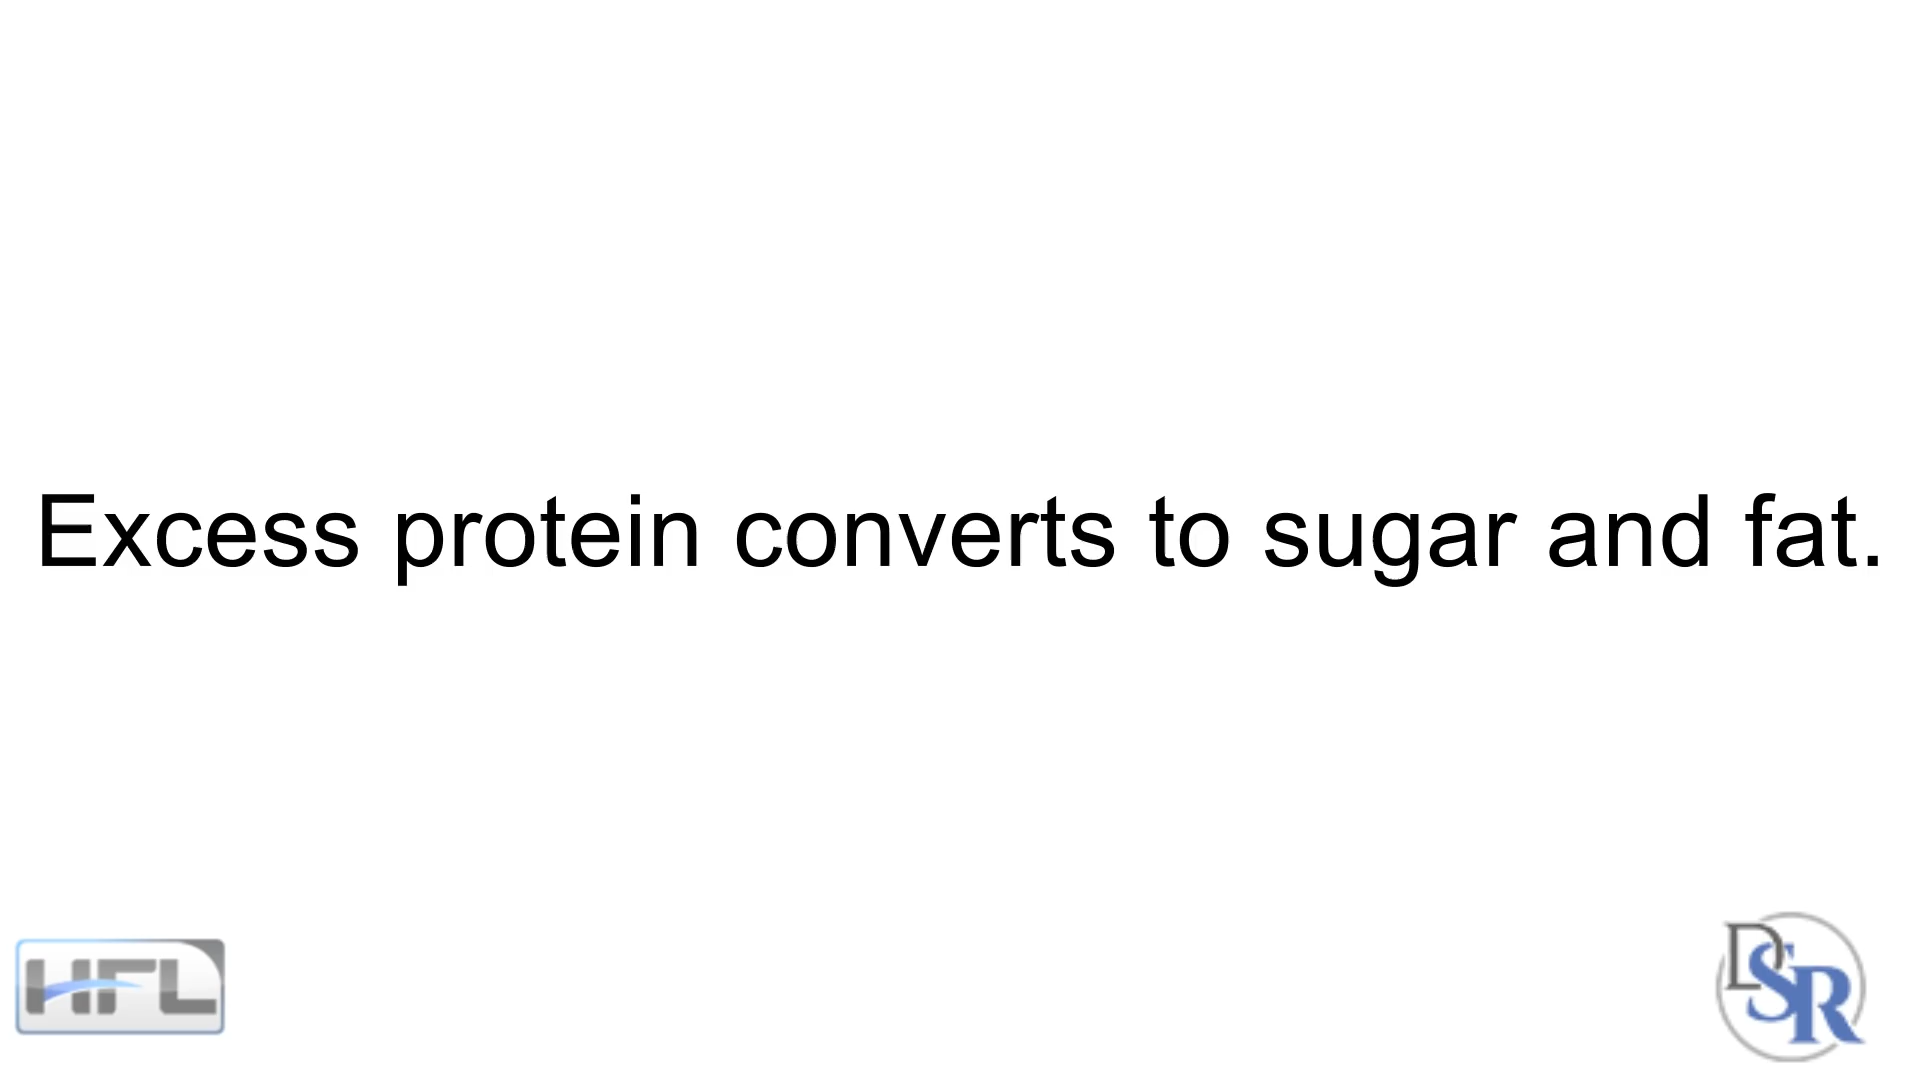 Excess protein converts to sugar and fat.
HFL
DSR